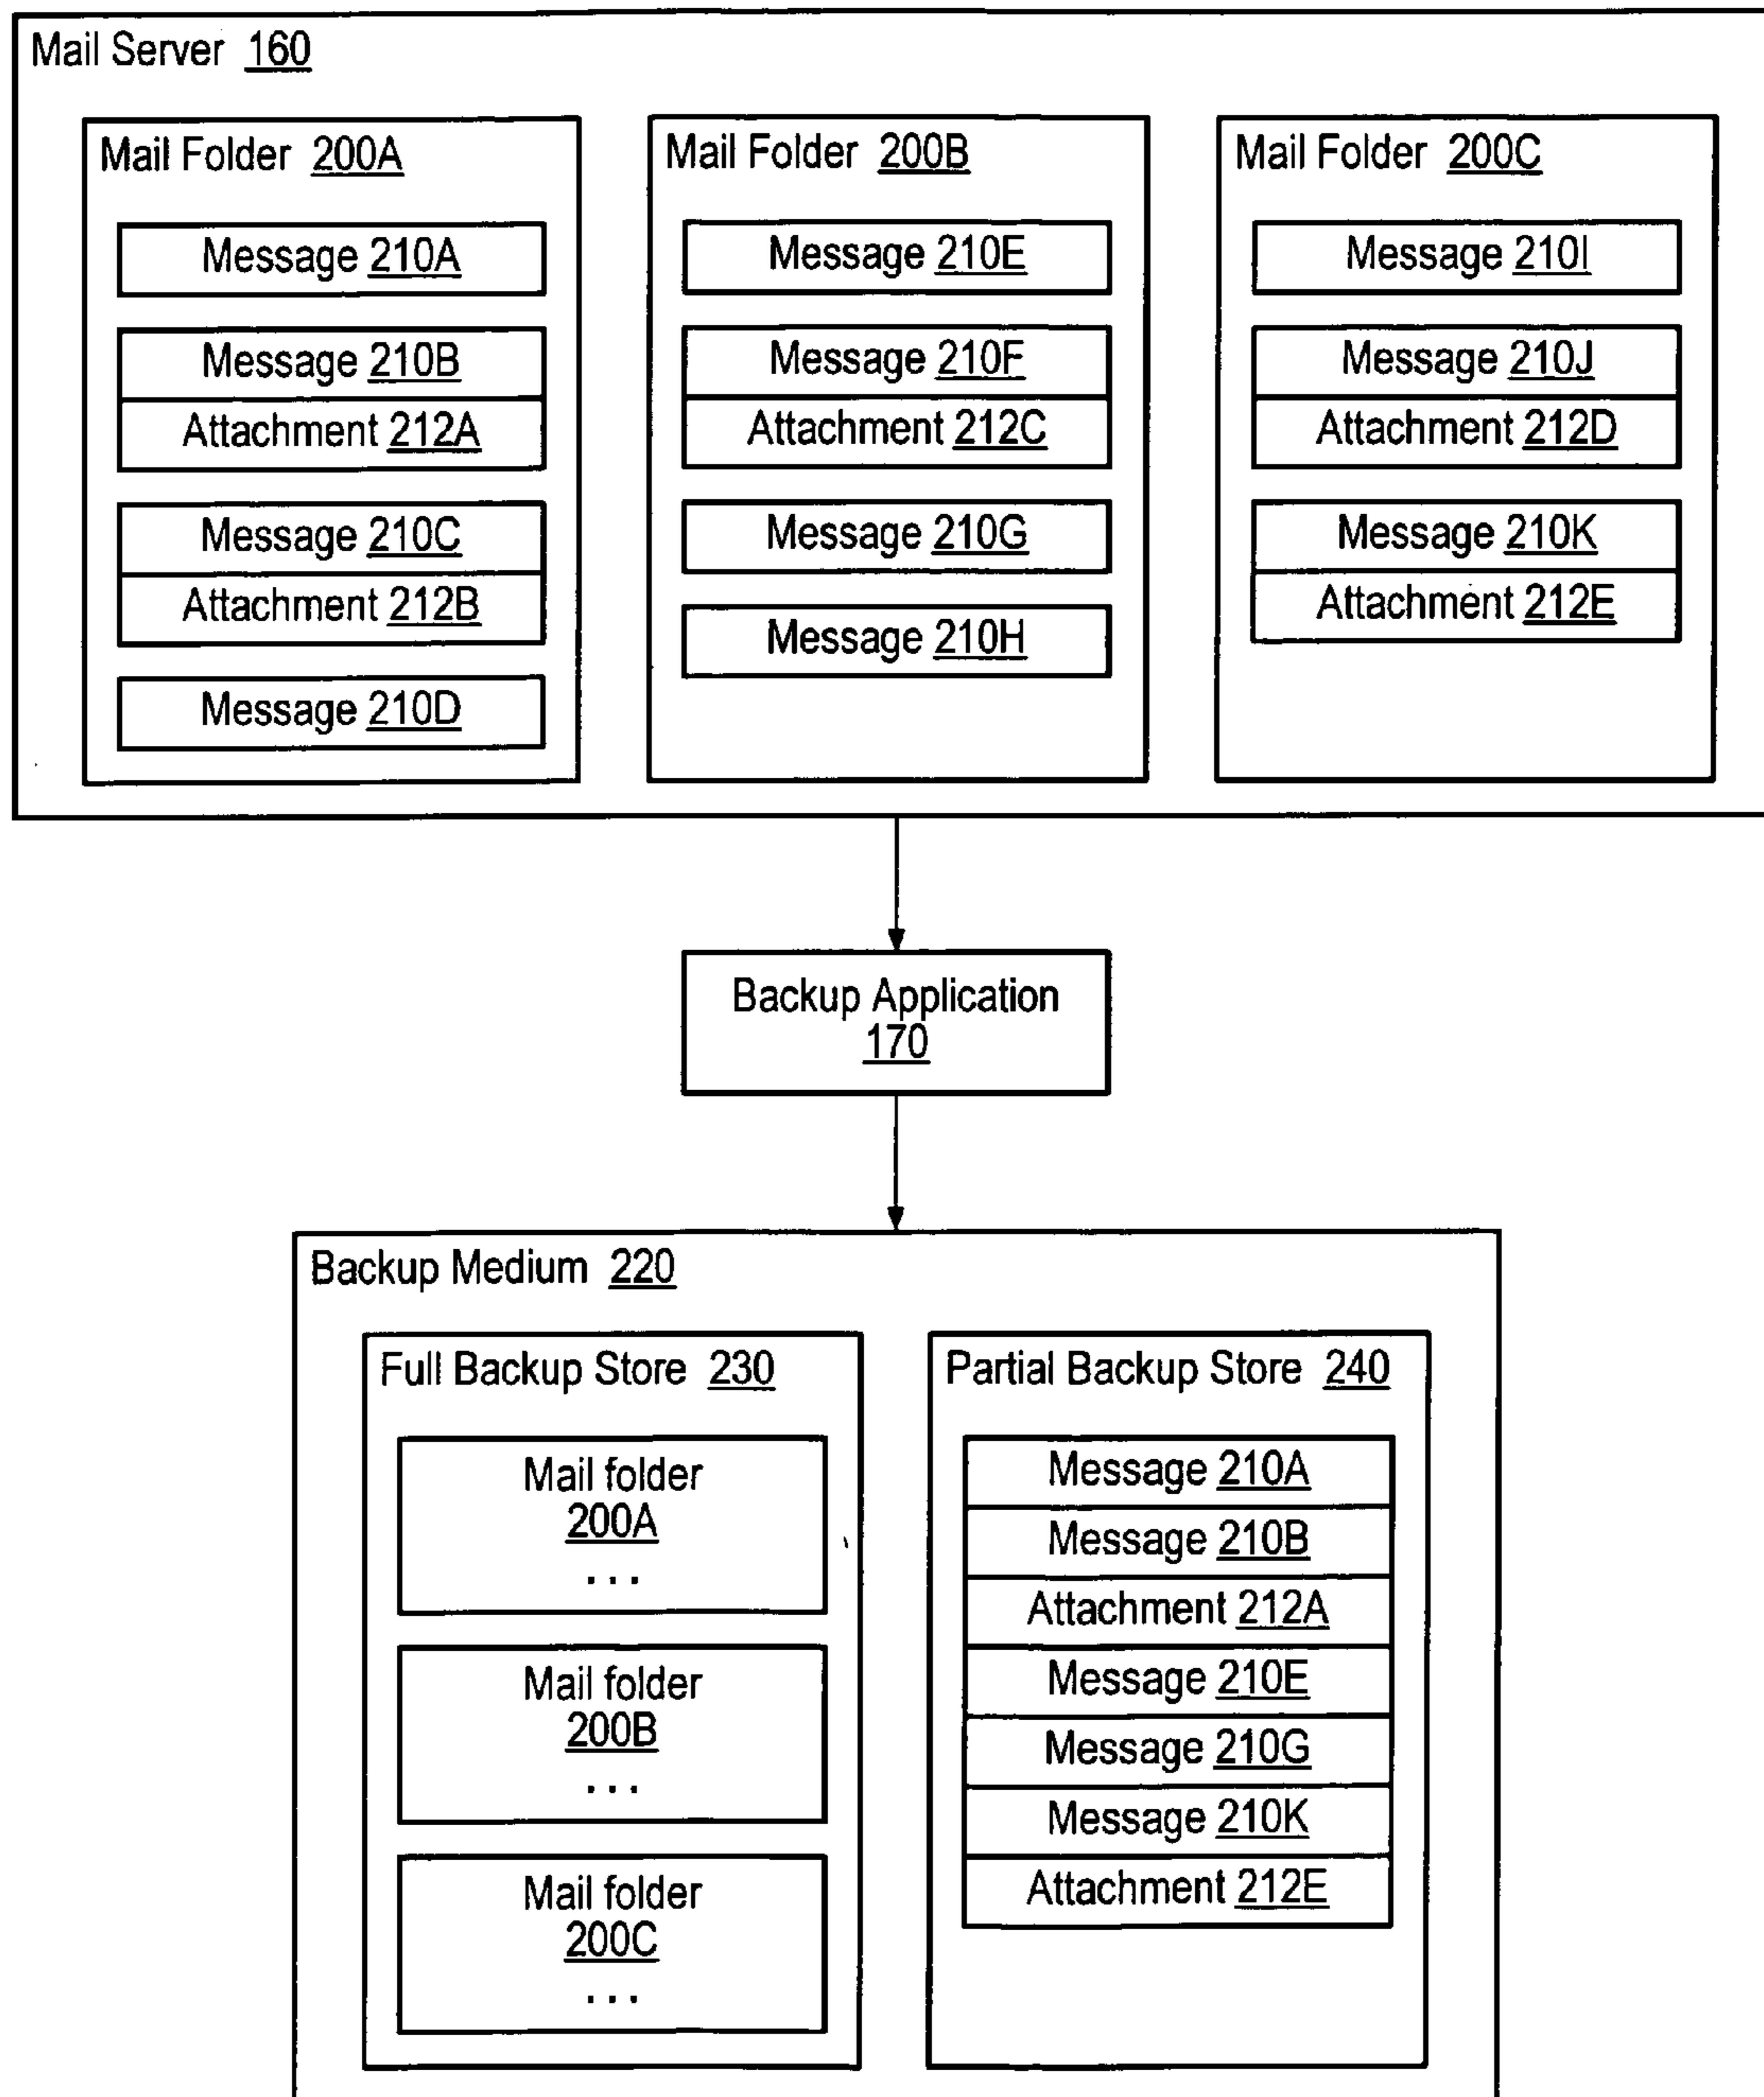 Mail Server 160
Mail Folder 200A
Message 210A
Message 210B
Attachment 212A
Message 210C
Attachment 212B
Message 210D
Mail Folder 200B
Message 210E
Message 210F
Attachment 212C
Message 210G
Message 210H
Mail Folder 200C
Message 210I
Message 210J
Attachment 212D
Message 210K
Attachment 212E
Backup Application
170
Backup Medium 220
Full Backup Store 230
Mail folder
200A
...
Mail folder
200B
...
Mail folder
200C
...
Partial Backup Store 240
Message 210A
Message 210B
Attachment 212A
Message 210E
Message 210G
Message 210K
Attachment 212E